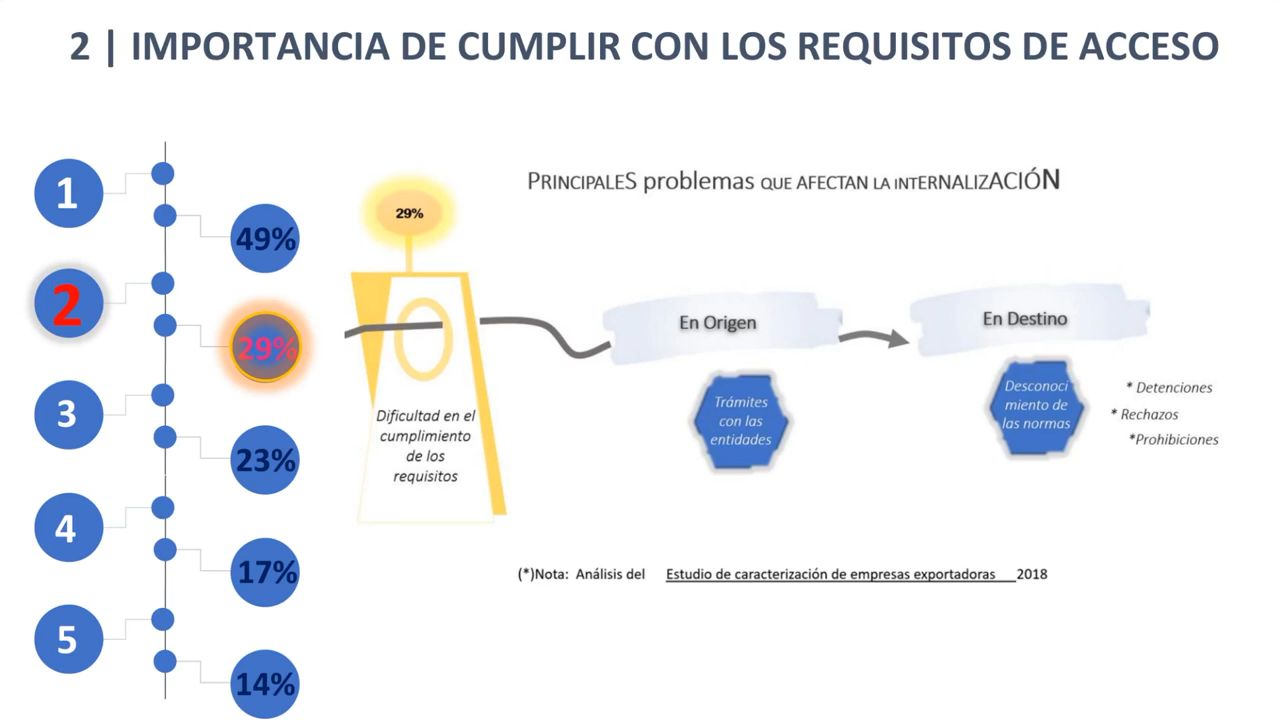 2 | IMPORTANCIA DE CUMPLIR CON LOS REQUISITOS DE ACCESO
PRINCIPALES problemas QUE AFECTAN LA INTERNALIZACIÓN
1
49%
2
29%
3
23%
4
17%
5
14%
29%
Dificultad en el
cumplimiento
de los
requisitos
En Origen
Trámites
con las
entidades
En Destino
Desconoci
miento de
las normas
* Detenciones
* Rechazos
*Prohibiciones
(*)Nota: Análisis del Estudio de caracterización de empresas exportadoras 2018